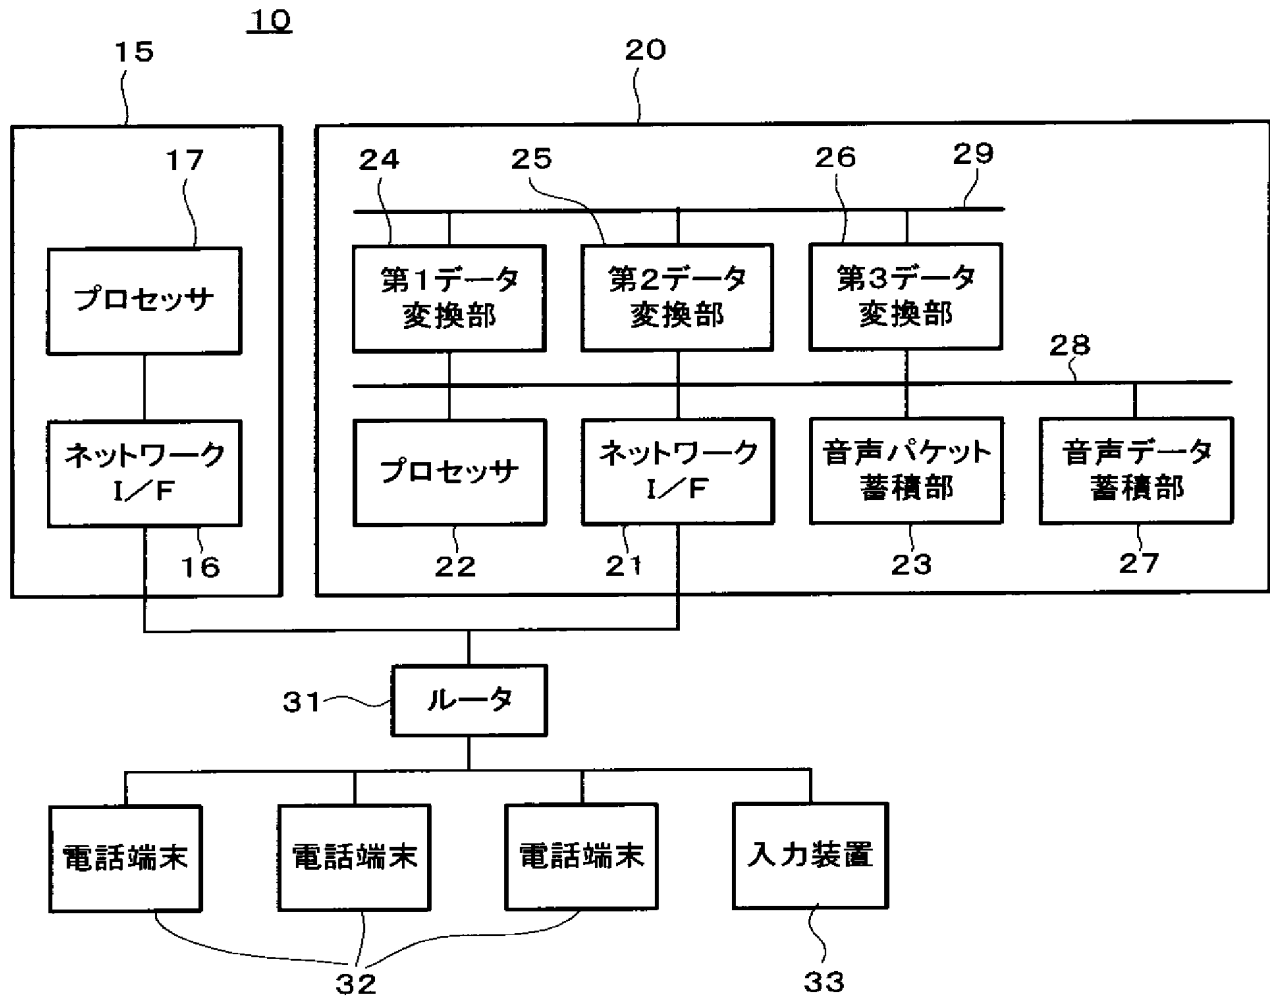 10
15
20
17
24
25
26
29
プロセッサ
第1データ
変換部
第2データ
変換部
第3データ
変換部
28
ネットワーク
I/F
プロセッサ
ネットワーク
I/F
音声パケット
蓄積部
音声データ
蓄積部
16
22
21
23
27
31
ルータ
電話端末
電話端末
電話端末
入力装置
32
33